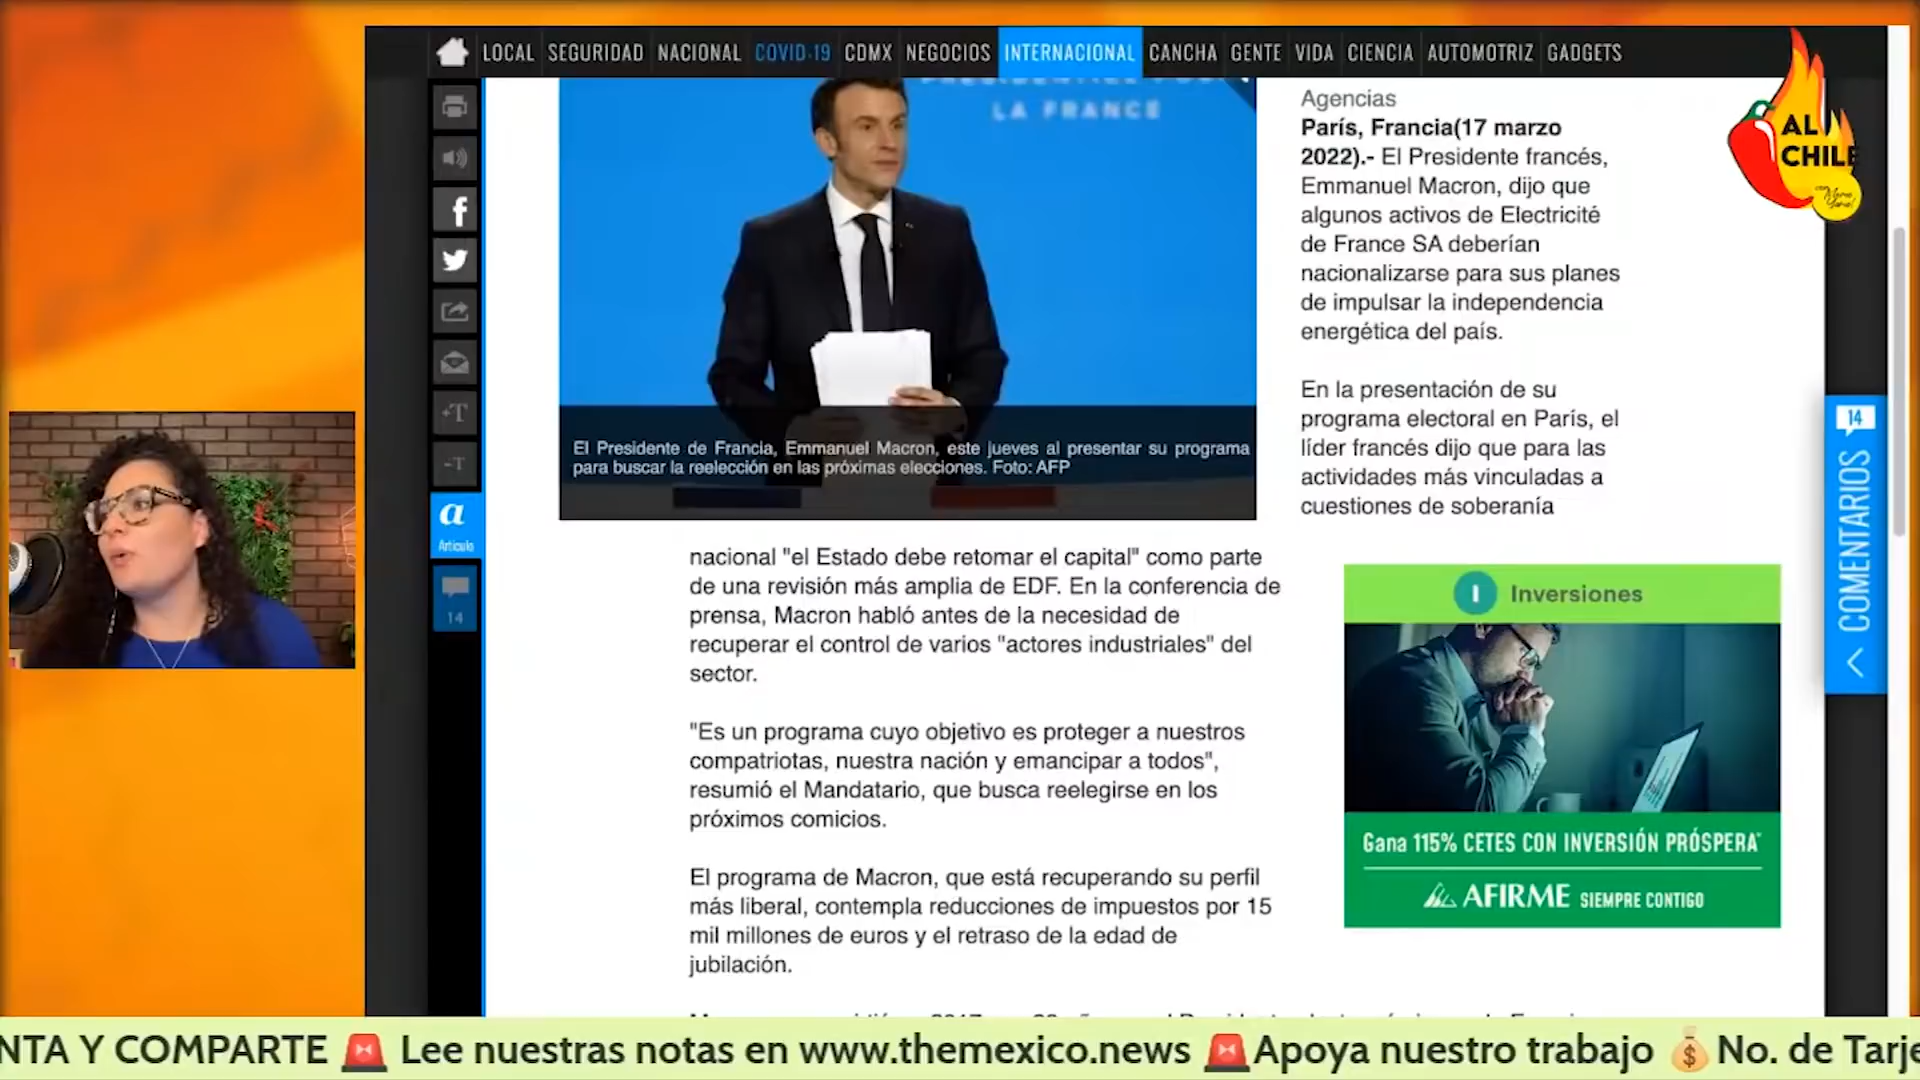 LOCAL SEGURIDAD NACIONAL COVID-19 CDMX NEGOCIOS INTERNACIONAL CANCHA GENTE VIDA CIENCIA AUTOMOTRIZ GADGETS
LA FRANCE
AL
CHILE
Agencias
París, Francia(17 marzo
2022).- El Presidente francés,
Emmanuel Macron, dijo que
algunos activos de Electricité
de France SA deberían
nacionalizarse para sus planes
de impulsar la independencia
energética del país.
En la presentación de su
programa electoral en París, el
líder francés dijo que para las
actividades más vinculadas a
cuestiones de soberanía
El Presidente de Francia, Emmanuel Macron, este jueves al presentar su programa
para buscar la reelección en las próximas elecciones. Foto: AFP
+T
-T
a
Artículo
14
nacional "el Estado debe retomar el capital" como parte
de una revisión más amplia de EDF. En la conferencia de
prensa, Macron habló antes de la necesidad de
recuperar el control de varios "actores industriales" del
sector.
"Es un programa cuyo objetivo es proteger a nuestros
compatriotas, nuestra nación y emancipar a todos",
resumió el Mandatario, que busca reelegirse en los
próximos comicios.
El programa de Macron, que está recuperando su perfil
más liberal, contempla reducciones de impuestos por 15
mil millones de euros y el retraso de la edad de
jubilación.
I Inversiones
Gana 115% CETES CON INVERSIÓN PRÓSPERA*
AFIRME SIEMPRE CONTIGO
14
COMENTARIOS
NTA Y COMPARTE 🚨 Lee nuestras notas en www.themexico.news 🚨Apoya nuestro trabajo 💰No. de Tarje